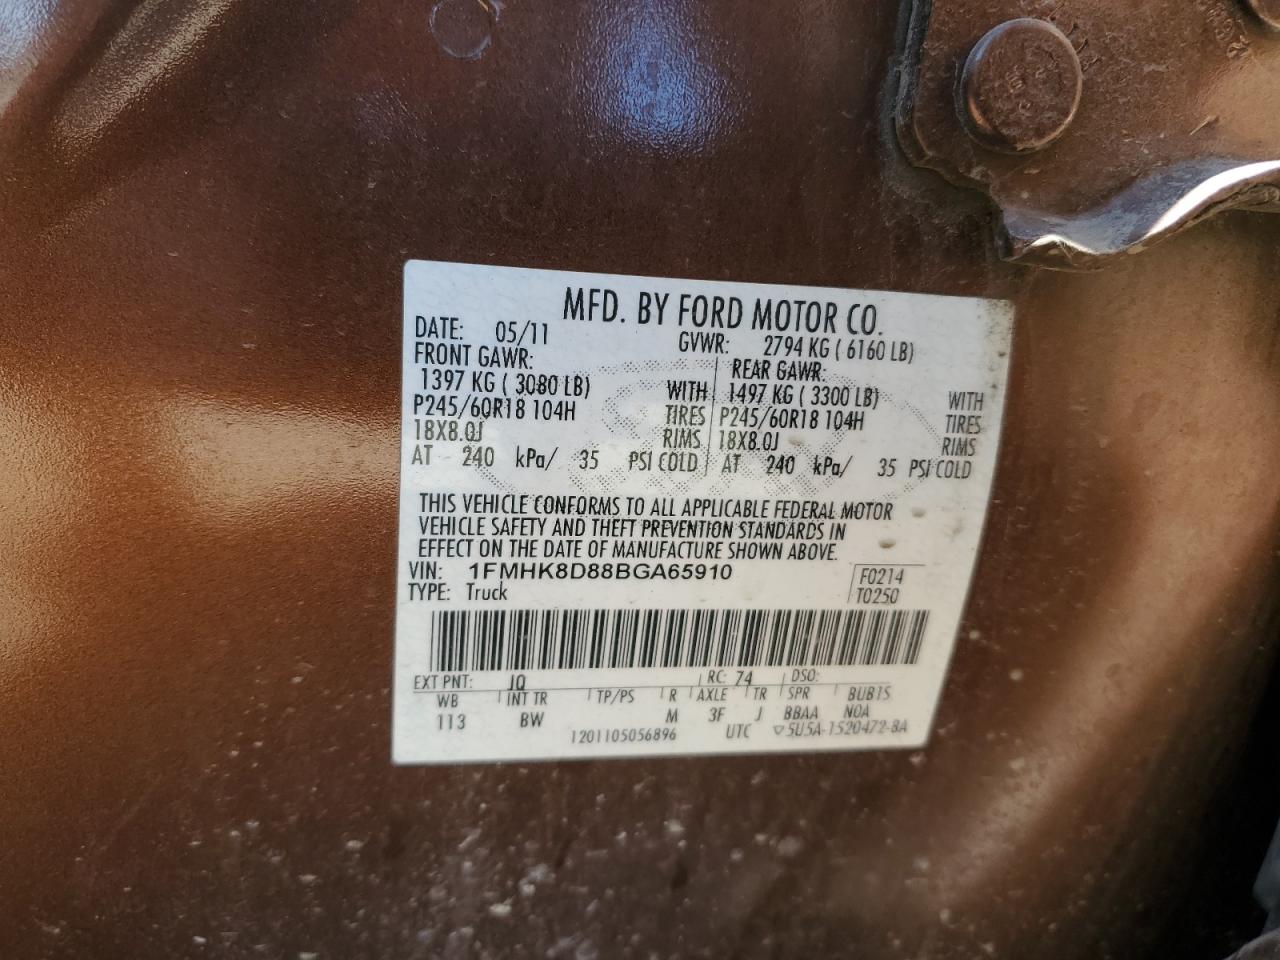 MFD. BY FORD MOTOR CO.
DATE: 05/11 GVWR: 2794 KG ( 6160 LB)
FRONT GAWR: REAR GAWR:
1397 KG ( 3080 LB) WITH 1497 KG ( 3300 LB) WITH
P245/60R18 104H TIRES P245/60R18 104H TIRES
18X8.0J RIMS 18X8.0J RIMS
AT 240 kPa/ 35 PSI COLD AT 240 kPa/ 35 PSI COLD
THIS VEHICLE CONFORMS TO ALL APPLICABLE FEDERAL MOTOR
VEHICLE SAFETY AND THEFT PREVENTION STANDARDS IN
EFFECT ON THE DATE OF MANUFACTURE SHOWN ABOVE.
VIN: 1FMHK8D88BGA65910 F0214
TYPE: Truck T0250
EXT PNT: JQ RC: 74 DSO:
WB INT TR TP/PS R AXLE TR SPR BUB1S
113 BW M 3F J BBAA NOA
1201105056896 UTC ▽5U5A-1520472-8A